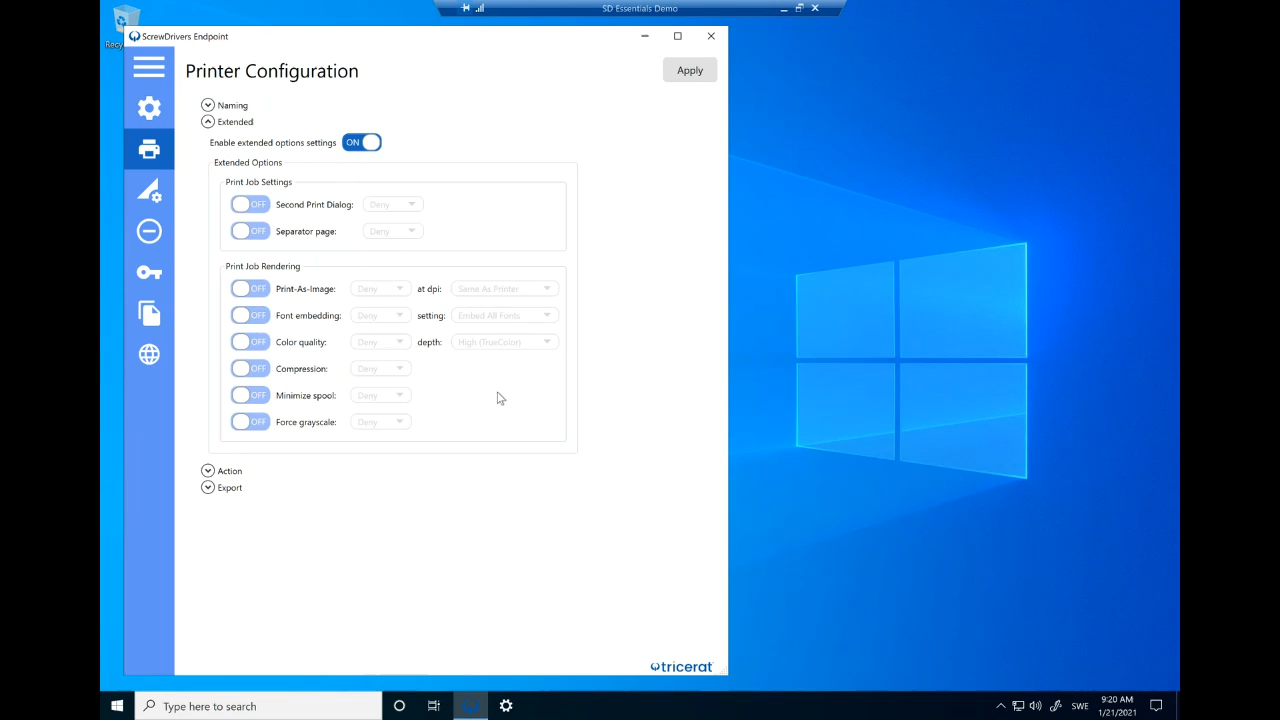 SD Essentials Demo
Recy
ScrewDrivers Endpoint
Printer Configuration
Apply
Naming
Extended
Enable extended options settings ON
Extended Options
Print Job Settings
OFF Second Print Dialog: Deny
OFF Separator page: Deny
Print Job Rendering
OFF Print-As-Image: Deny at dpi: Same As Printer
OFF Font embedding: Deny setting: Embed All Fonts
OFF Color quality: Deny depth: High (TrueColor)
OFF Compression: Deny
OFF Minimize spool: Deny
OFF Force grayscale: Deny
Action
Export
tricerat
Type here to search
SWE
9:20 AM
1/21/2021